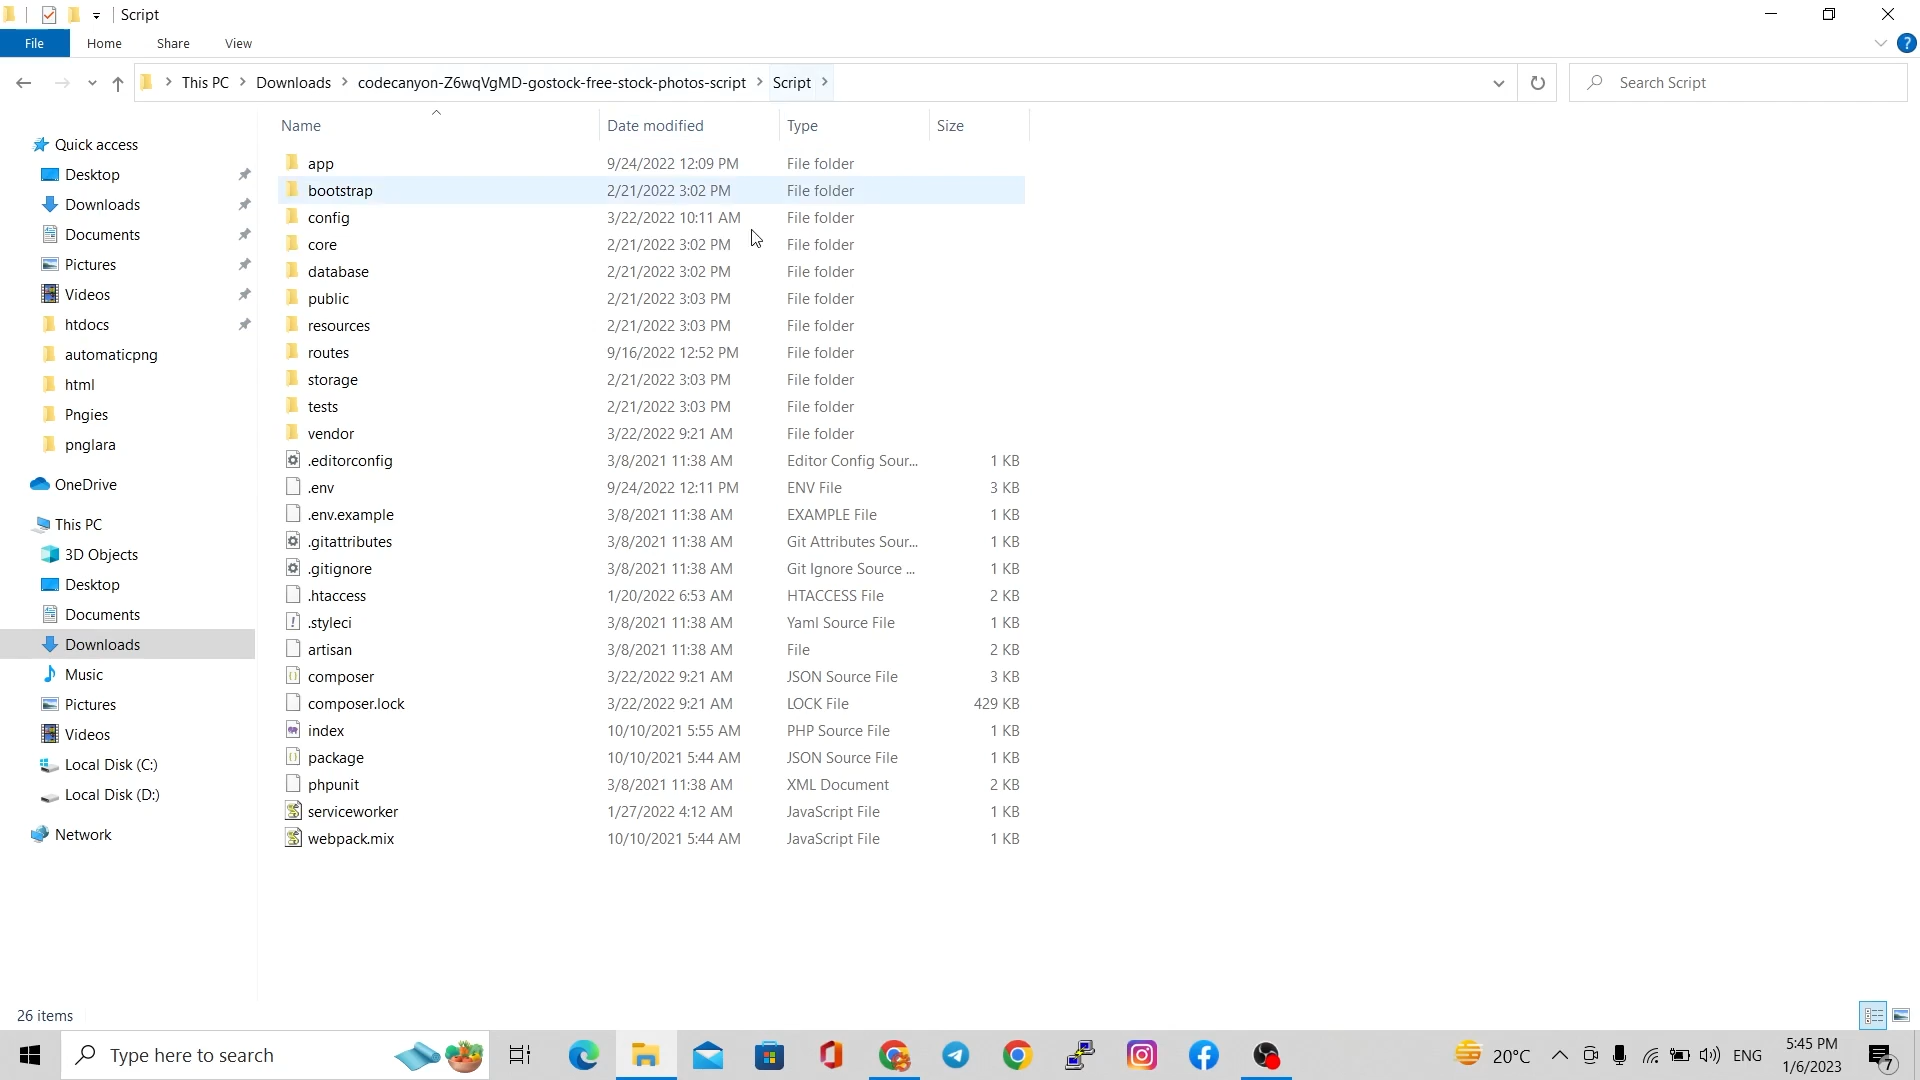 Script
File Home Share View
This PC Downloads codecanyon-Z6wqVgMD-gostock-free-stock-photos-script Script Search Script
Name Date modified Type Size
Quick access
Desktop
Downloads
Documents
Pictures
Videos
htdocs
automaticpng
html
Pngies
pnglara
OneDrive
This PC
3D Objects
Desktop
Documents
Downloads
Music
Pictures
Videos
Local Disk (C:)
Local Disk (D:)
Network
app 9/24/2022 12:09 PM File folder
bootstrap 2/21/2022 3:02 PM File folder
config 3/22/2022 10:11 AM File folder
core 2/21/2022 3:02 PM File folder
database 2/21/2022 3:02 PM File folder
public 2/21/2022 3:03 PM File folder
resources 2/21/2022 3:03 PM File folder
routes 9/16/2022 12:52 PM File folder
storage 2/21/2022 3:03 PM File folder
tests 2/21/2022 3:03 PM File folder
vendor 3/22/2022 9:21 AM File folder
.editorconfig 3/8/2021 11:38 AM Editor Config Sour... 1 KB
.env 9/24/2022 12:11 PM ENV File 3 KB
.env.example 3/8/2021 11:38 AM EXAMPLE File 1 KB
.gitattributes 3/8/2021 11:38 AM Git Attributes Sour... 1 KB
.gitignore 3/8/2021 11:38 AM Git Ignore Source ... 1 KB
.htaccess 1/20/2022 6:53 AM HTACCESS File 2 KB
.styleci 3/8/2021 11:38 AM Yaml Source File 1 KB
artisan 3/8/2021 11:38 AM File 2 KB
composer 3/22/2022 9:21 AM JSON Source File 3 KB
composer.lock 3/22/2022 9:21 AM LOCK File 429 KB
index 10/10/2021 5:55 AM PHP Source File 1 KB
package 10/10/2021 5:44 AM JSON Source File 1 KB
phpunit 3/8/2021 11:38 AM XML Document 2 KB
serviceworker 1/27/2022 4:12 AM JavaScript File 1 KB
webpack.mix 10/10/2021 5:44 AM JavaScript File 1 KB
26 items
Type here to search
20°C ENG
5:45 PM
1/6/2023
7